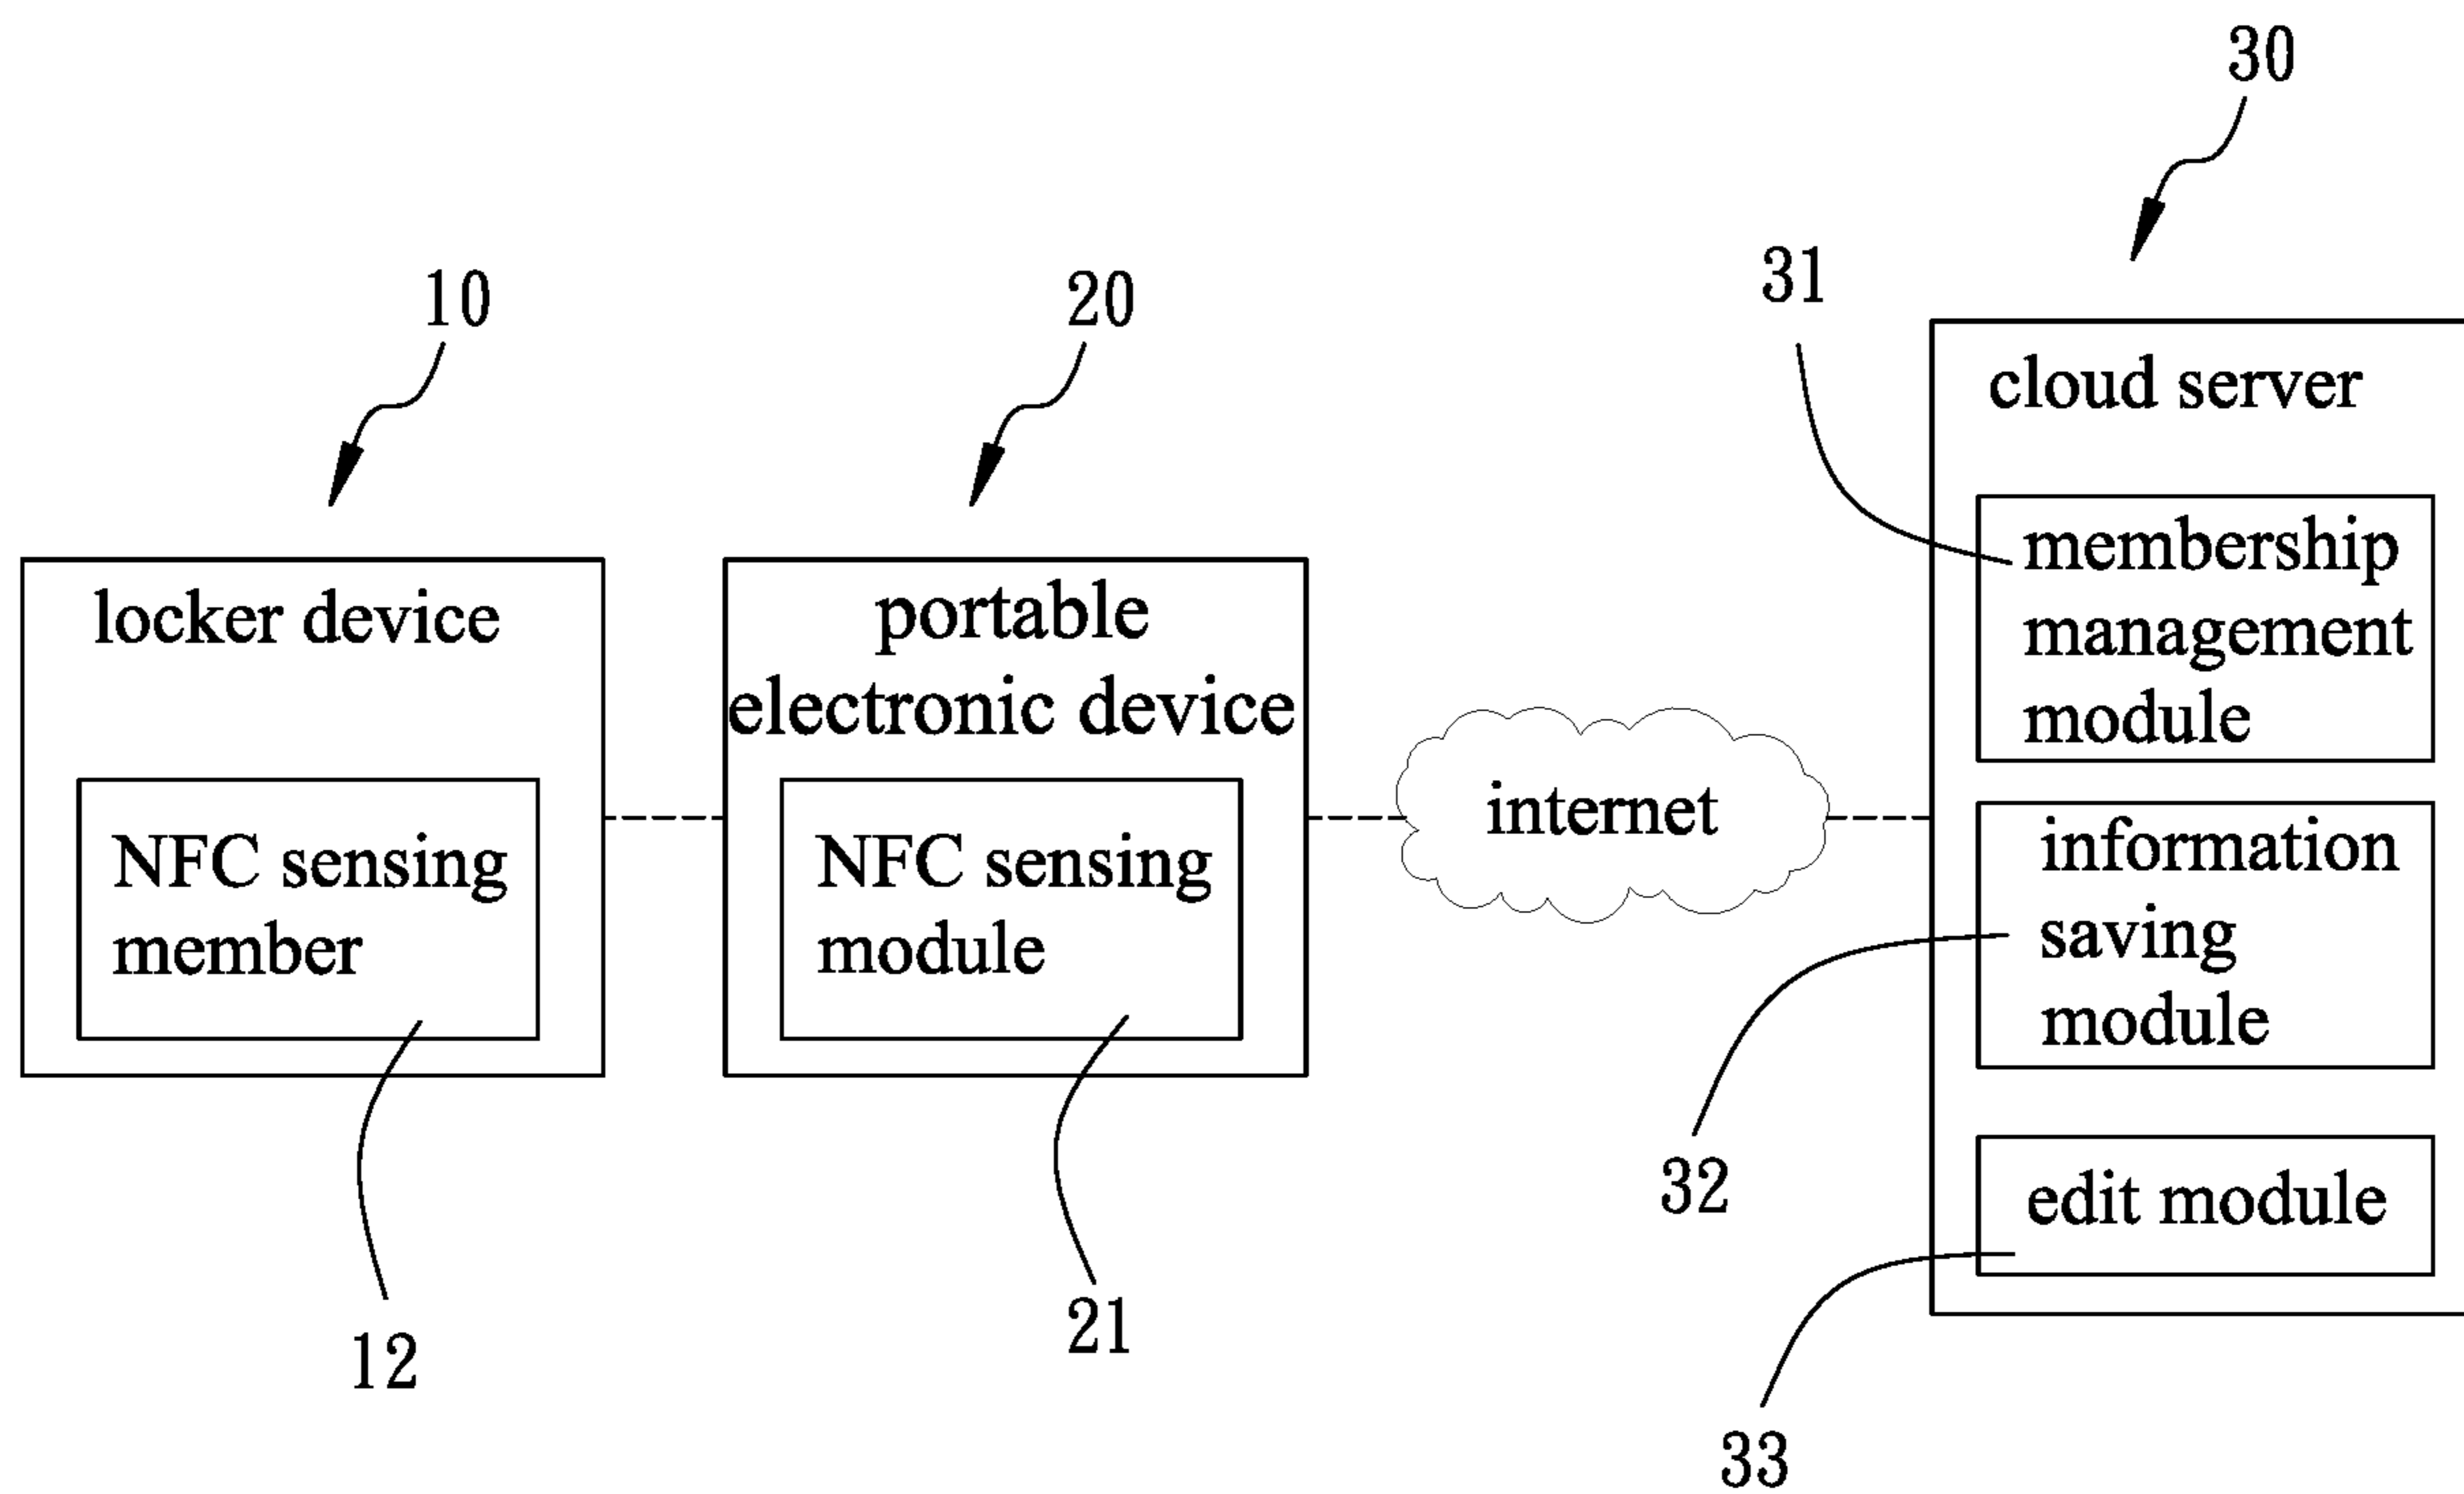 30
10
20
31
cloud server
membership
management
module
locker device
portable
electronic device
NFC sensing
member
NFC sensing
module
internet
information
saving
module
32
edit module
12
21
33